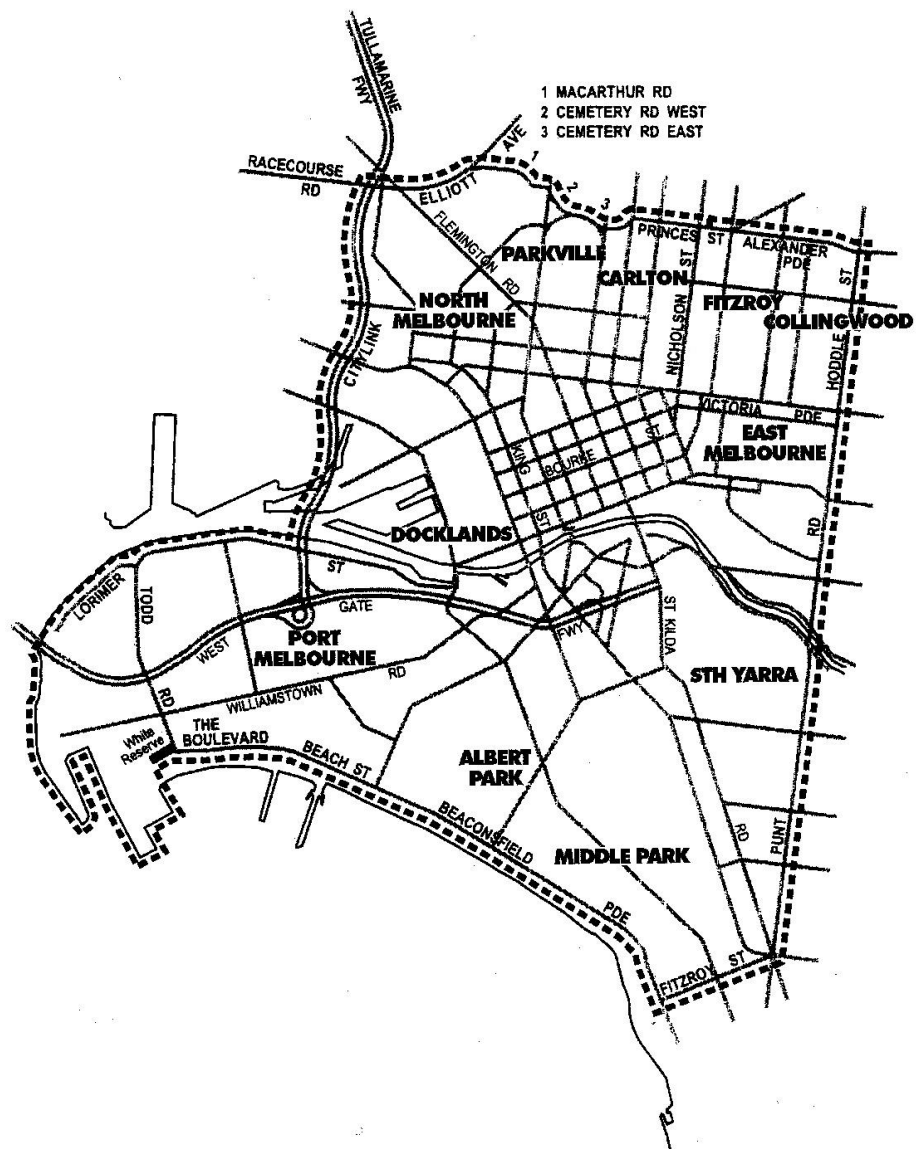 TULLAMARINE
FWY
1 MACARTHUR RD
2 CEMETERY RD WEST
3 CEMETERY RD EAST
AVE
1
RACECOURSE
RD
ELLIOTT
2
3
FLEMINGTON RD
PRINCES ST
ALEXANDER
PDE
PARKVILLE
CARLTON
ST
NORTH
MELBOURNE
FITZROY
COLLINGWOOD
NICHOLSON
HODDLE
ST
CITYLINK
VICTORIA PDE
EAST
MELBOURNE
KING
ST
BOURKE ST
RD
DOCKLANDS
LORIMER
ST
TODD
RD
WEST
GATE
FWY
ST KILDA
RD
PORT
MELBOURNE
STH YARRA
WILLIAMSTOWN
RD
THE
BOULEVARD
White
Reserve
BEACH ST
ALBERT
PARK
BEACONSFIELD
PDE
MIDDLE PARK
PUNT
FITZROY ST